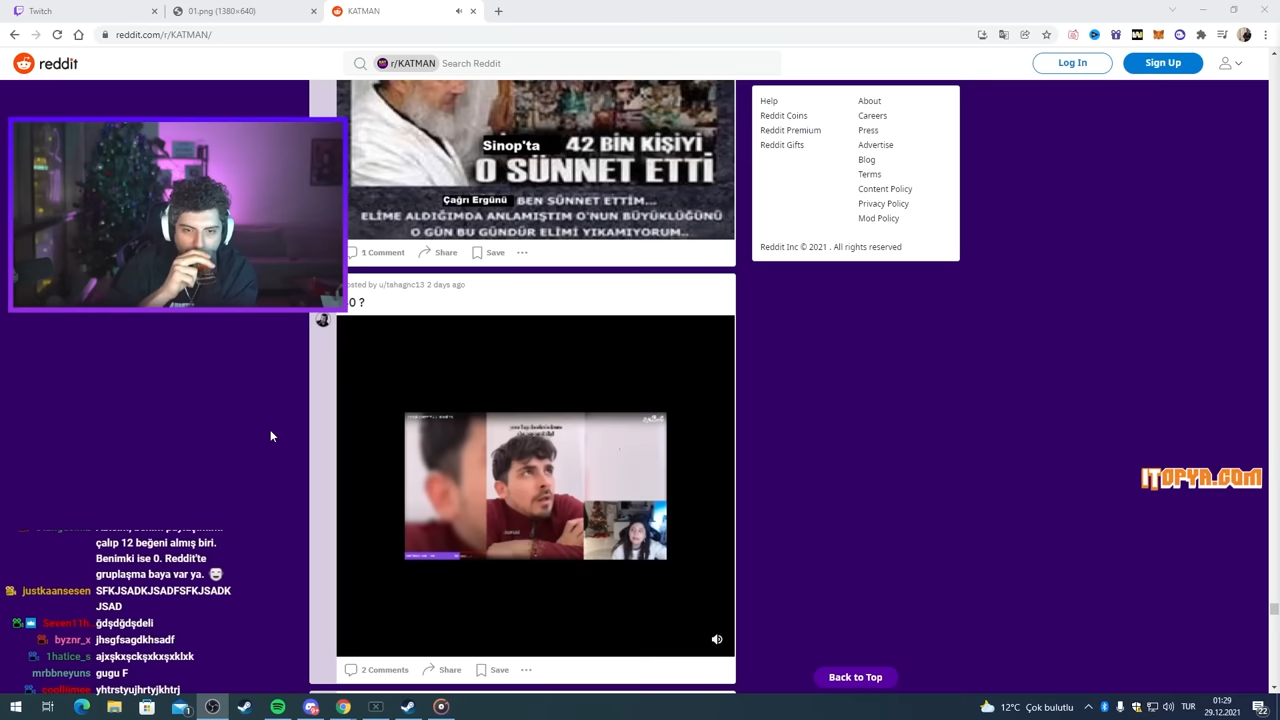 Twitch
01.png (1380×640)
KATMAN
reddit.com/r/KATMAN/
reddit
r/KATMAN
Search Reddit
Log In
Sign Up
Sinop'ta 42 BİN KİŞİYİ
O SÜNNET ETTİ
Çağrı Ergünü BEN SÜNNET ETTİM...
ELİME ALDIĞIMDA ANLAMIŞTIM O'NUN BÜYÜKLÜĞÜNÜ
O GÜN BU GÜNDÜR ELİMİ YIKAMIYORUM..
1 Comment
Share
Save
osted by u/tahagnc13 2 days ago
0 ?
2 Comments
Share
Save
Help
Reddit Coins
Reddit Premium
Reddit Gifts
About
Careers
Press
Advertise
Blog
Terms
Content Policy
Privacy Policy
Mod Policy
Reddit Inc © 2021 . All rights reserved
ITOPYA.COM
çalıp 12 beğeni almış biri.
Benimki ise 0. Reddit'te
gruplaşma baya var ya.
justkaansesen SFKJSADKJSADFSFKJSADK
JSAD
Seven11h.. ğdşdğdşdeli
byznr_x jhsgfsagdkhsadf
1hatice_s ajxşkxşckşxkxşxklxk
mrbbneyuns gugu F
coollimee yhtrstyujhrtyjkhtrj
Back to Top
12°C Çok bulutlu
TUR
01:29
29.12.2021
22